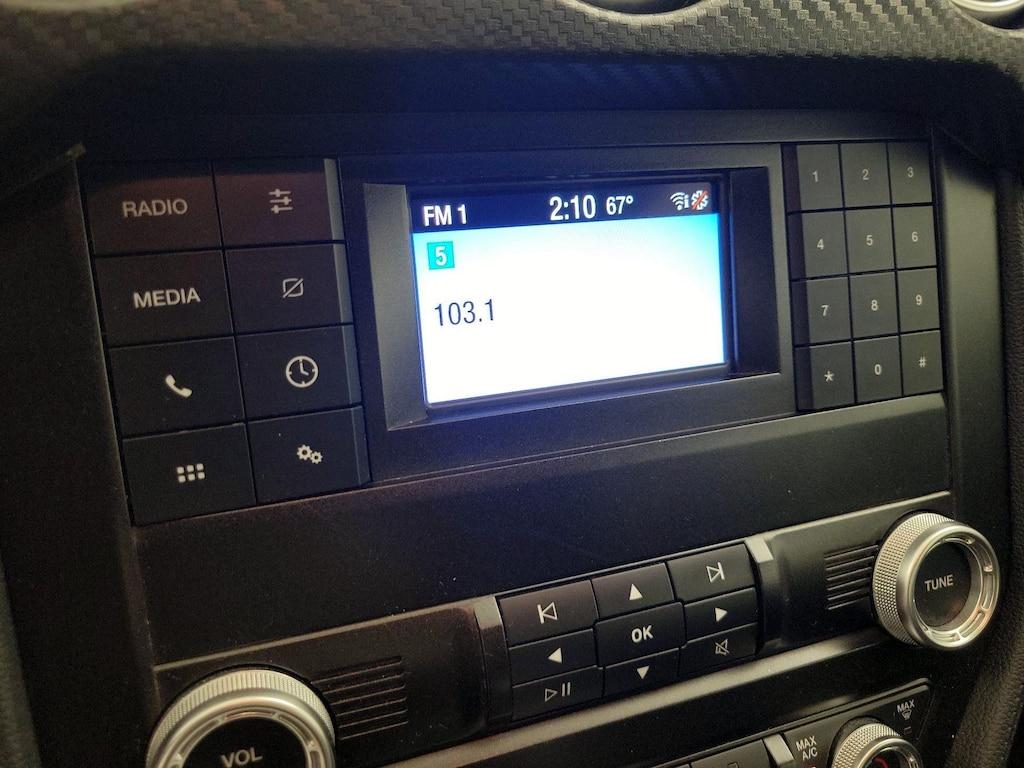 FM 1 2:10 67°
5
103.1
RADIO
MEDIA
1 2 3
4 5 6
7 8 9
* 0 #
OK
TUNE
VOL
MAX
A/C
MAX